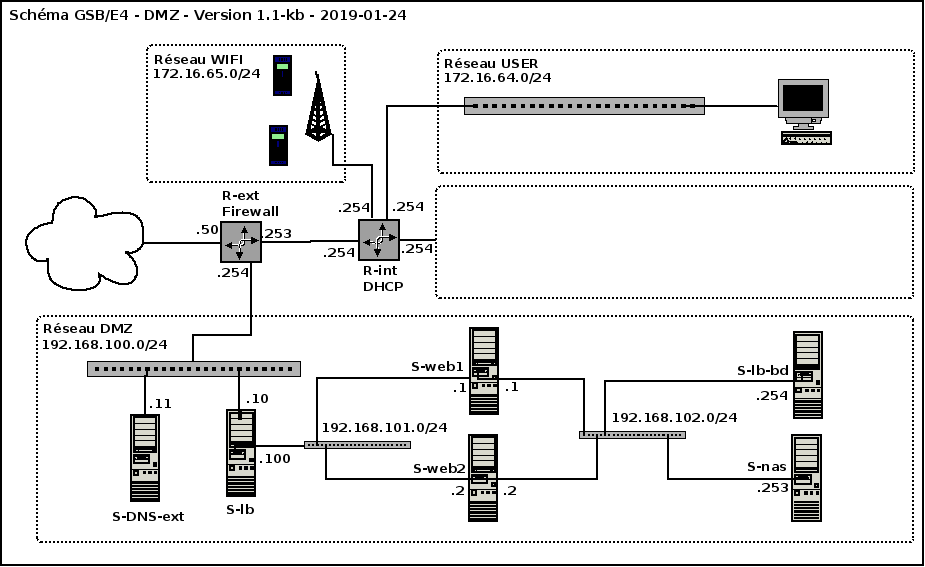 Schéma GSB/E4 - DMZ - Version 1.1-kb - 2019-01-24
Réseau WIFI
172.16.65.0/24
Réseau USER
172.16.64.0/24
R-ext
Firewall
.50
.253
.254
.254
.254
.254
.254
R-int
DHCP
Réseau DMZ
192.168.100.0/24
.11
.10
S-DNS-ext
S-lb
.100
192.168.101.0/24
S-web1
.1
.1
S-web2
.2
.2
192.168.102.0/24
S-lb-bd
.254
S-nas
.253